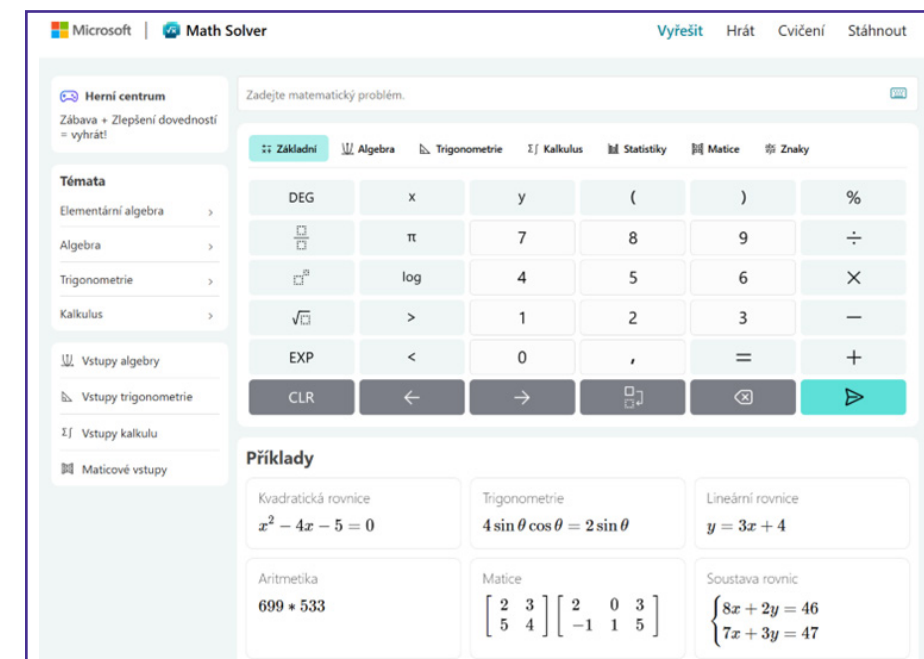 Microsoft | Math Solver
Vyřešit Hrát Cvičení Stáhnout
Herní centrum
Zábava + Zlepšení dovedností
= vyhrát!
Témata
Elementární algebra >
Algebra >
Trigonometrie >
Kalkulus >
Vstupy algebry
Vstupy trigonometrie
Σ∫ Vstupy kalkulu
Maticové vstupy
Zadejte matematický problém.
Základní Algebra Trigonometrie Σ∫ Kalkulus Statistiky Matice Znaky
DEG x y ( ) %
π 7 8 9 ÷
log 4 5 6 ×
√ > 1 2 3 −
EXP < 0 , = +
CLR ← →
Příklady
Kvadratická rovnice
x² − 4x − 5 = 0
Trigonometrie
4 sin θ cos θ = 2 sin θ
Lineární rovnice
y = 3x + 4
Aritmetika
699 ∗ 533
Matice
[ 2 3 ] [ 2 0 3 ]
[ 5 4 ] [ −1 1 5 ]
Soustava rovnic
{ 8x + 2y = 46
7x + 3y = 47